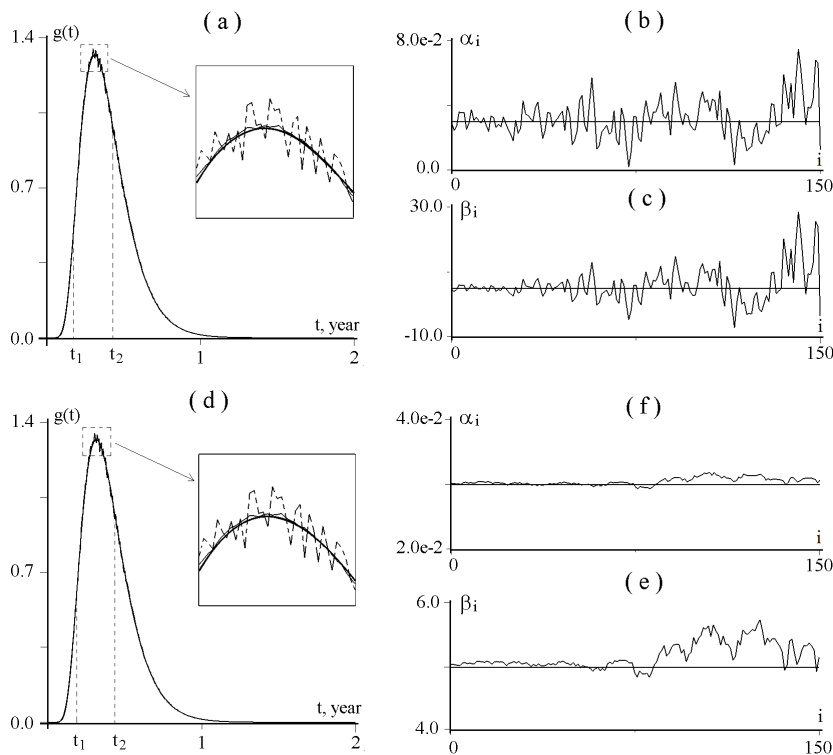 ( a )
g(t)
1.4
0.7
0.0
t, year
t1
t2
1
2
( b )
αi
8.0e-2
0.0
0
i
150
( c )
βi
30.0
-10.0
0
i
150
( d )
g(t)
1.4
0.7
0.0
t, year
t1
t2
1
2
( f )
αi
4.0e-2
2.0e-2
0
i
150
( e )
βi
6.0
4.0
0
i
150